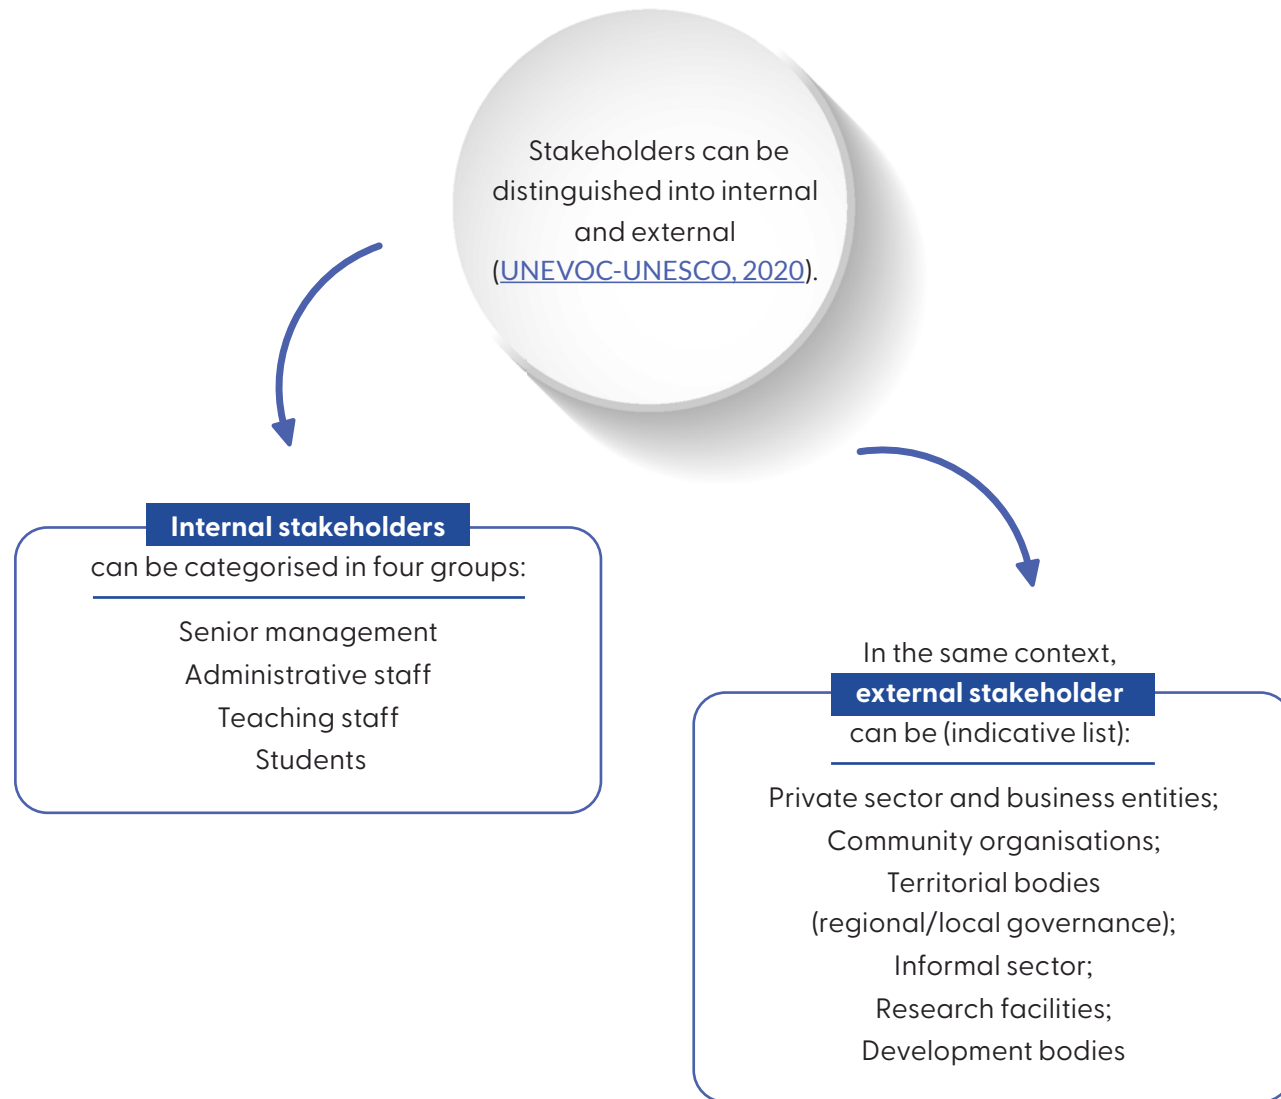 Stakeholders can be
distinguished into internal
and external
(UNEVOC-UNESCO, 2020).
Internal stakeholders
can be categorised in four groups:
Senior management
Administrative staff
Teaching staff
Students
In the same context,
external stakeholder
can be (indicative list):
Private sector and business entities;
Community organisations;
Territorial bodies
(regional/local governance);
Informal sector;
Research facilities;
Development bodies